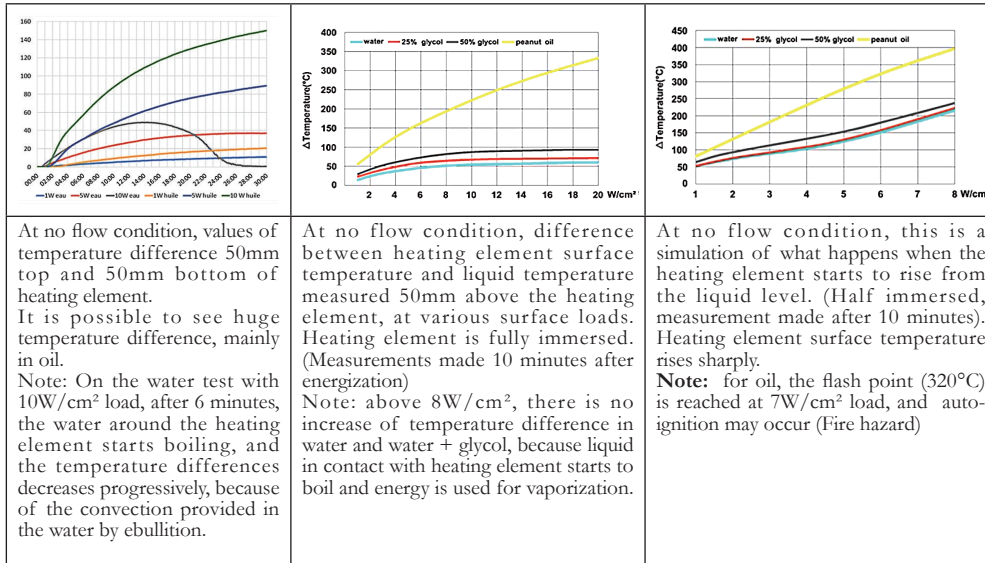 160
140
120
100
80
60
40
20
0
00:00 02:00 04:00 06:00 08:00 10:00 12:00 14:00 16:00 18:00 20:00 22:00 24:00 26:00 28:00 30:00
1W eau 5W eau 10W eau 1W huile 5W huile 10 W huile
400
350
300
250
200
150
100
50
0
ΔTemperature(°C)
water 25% glycol 50% glycol peanut oil
2 4 6 8 10 12 14 16 18 20 W/cm²
450
400
350
300
250
200
150
100
50
0
ΔTemperature(°C)
water 25% glycol 50% glycol peanut oil
1 2 3 4 5 6 7 8 W/cm²
At no flow condition, values of
temperature difference 50mm
top and 50mm bottom of
heating element.
It is possible to see huge
temperature difference, mainly
in oil.
Note: On the water test with
10W/cm² load, after 6 minutes,
the water around the heating
element starts boiling, and
the temperature differences
decreases progressively, because
of the convection provided in
the water by ebullition.
At no flow condition, difference
between heating element surface
temperature and liquid temperature
measured 50mm above the heating
element, at various surface loads.
Heating element is fully immersed.
(Measurements made 10 minutes after
energization)
Note: above 8W/cm², there is no
increase of temperature difference in
water and water + glycol, because liquid
in contact with heating element starts to
boil and energy is used for vaporization.
At no flow condition, this is a
simulation of what happens when the
heating element starts to rise from
the liquid level. (Half immersed,
measurement made after 10 minutes).
Heating element surface temperature
rises sharply.
Note: for oil, the flash point (320°C)
is reached at 7W/cm² load, and auto-
ignition may occur (Fire hazard)